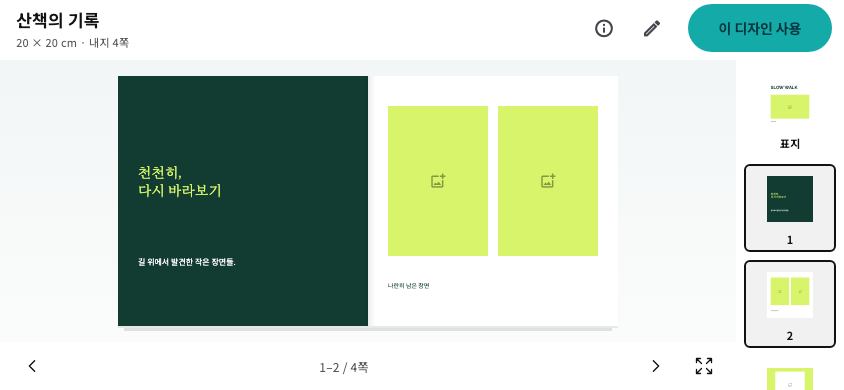 산책의 기록
20 × 20 cm · 내지 4쪽
이 디자인 사용
천천히,
다시 바라보기
길 위에서 발견한 작은 장면들.
나란히 남은 장면
1–2 / 4쪽
SLOW WALK
표지
1
2